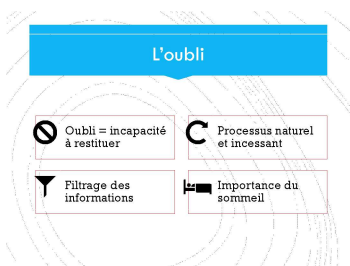 L'oubli
Oubli = incapacité
à restituer
Processus naturel
et incessant
Filtrage des
informations
Importance du
sommeil